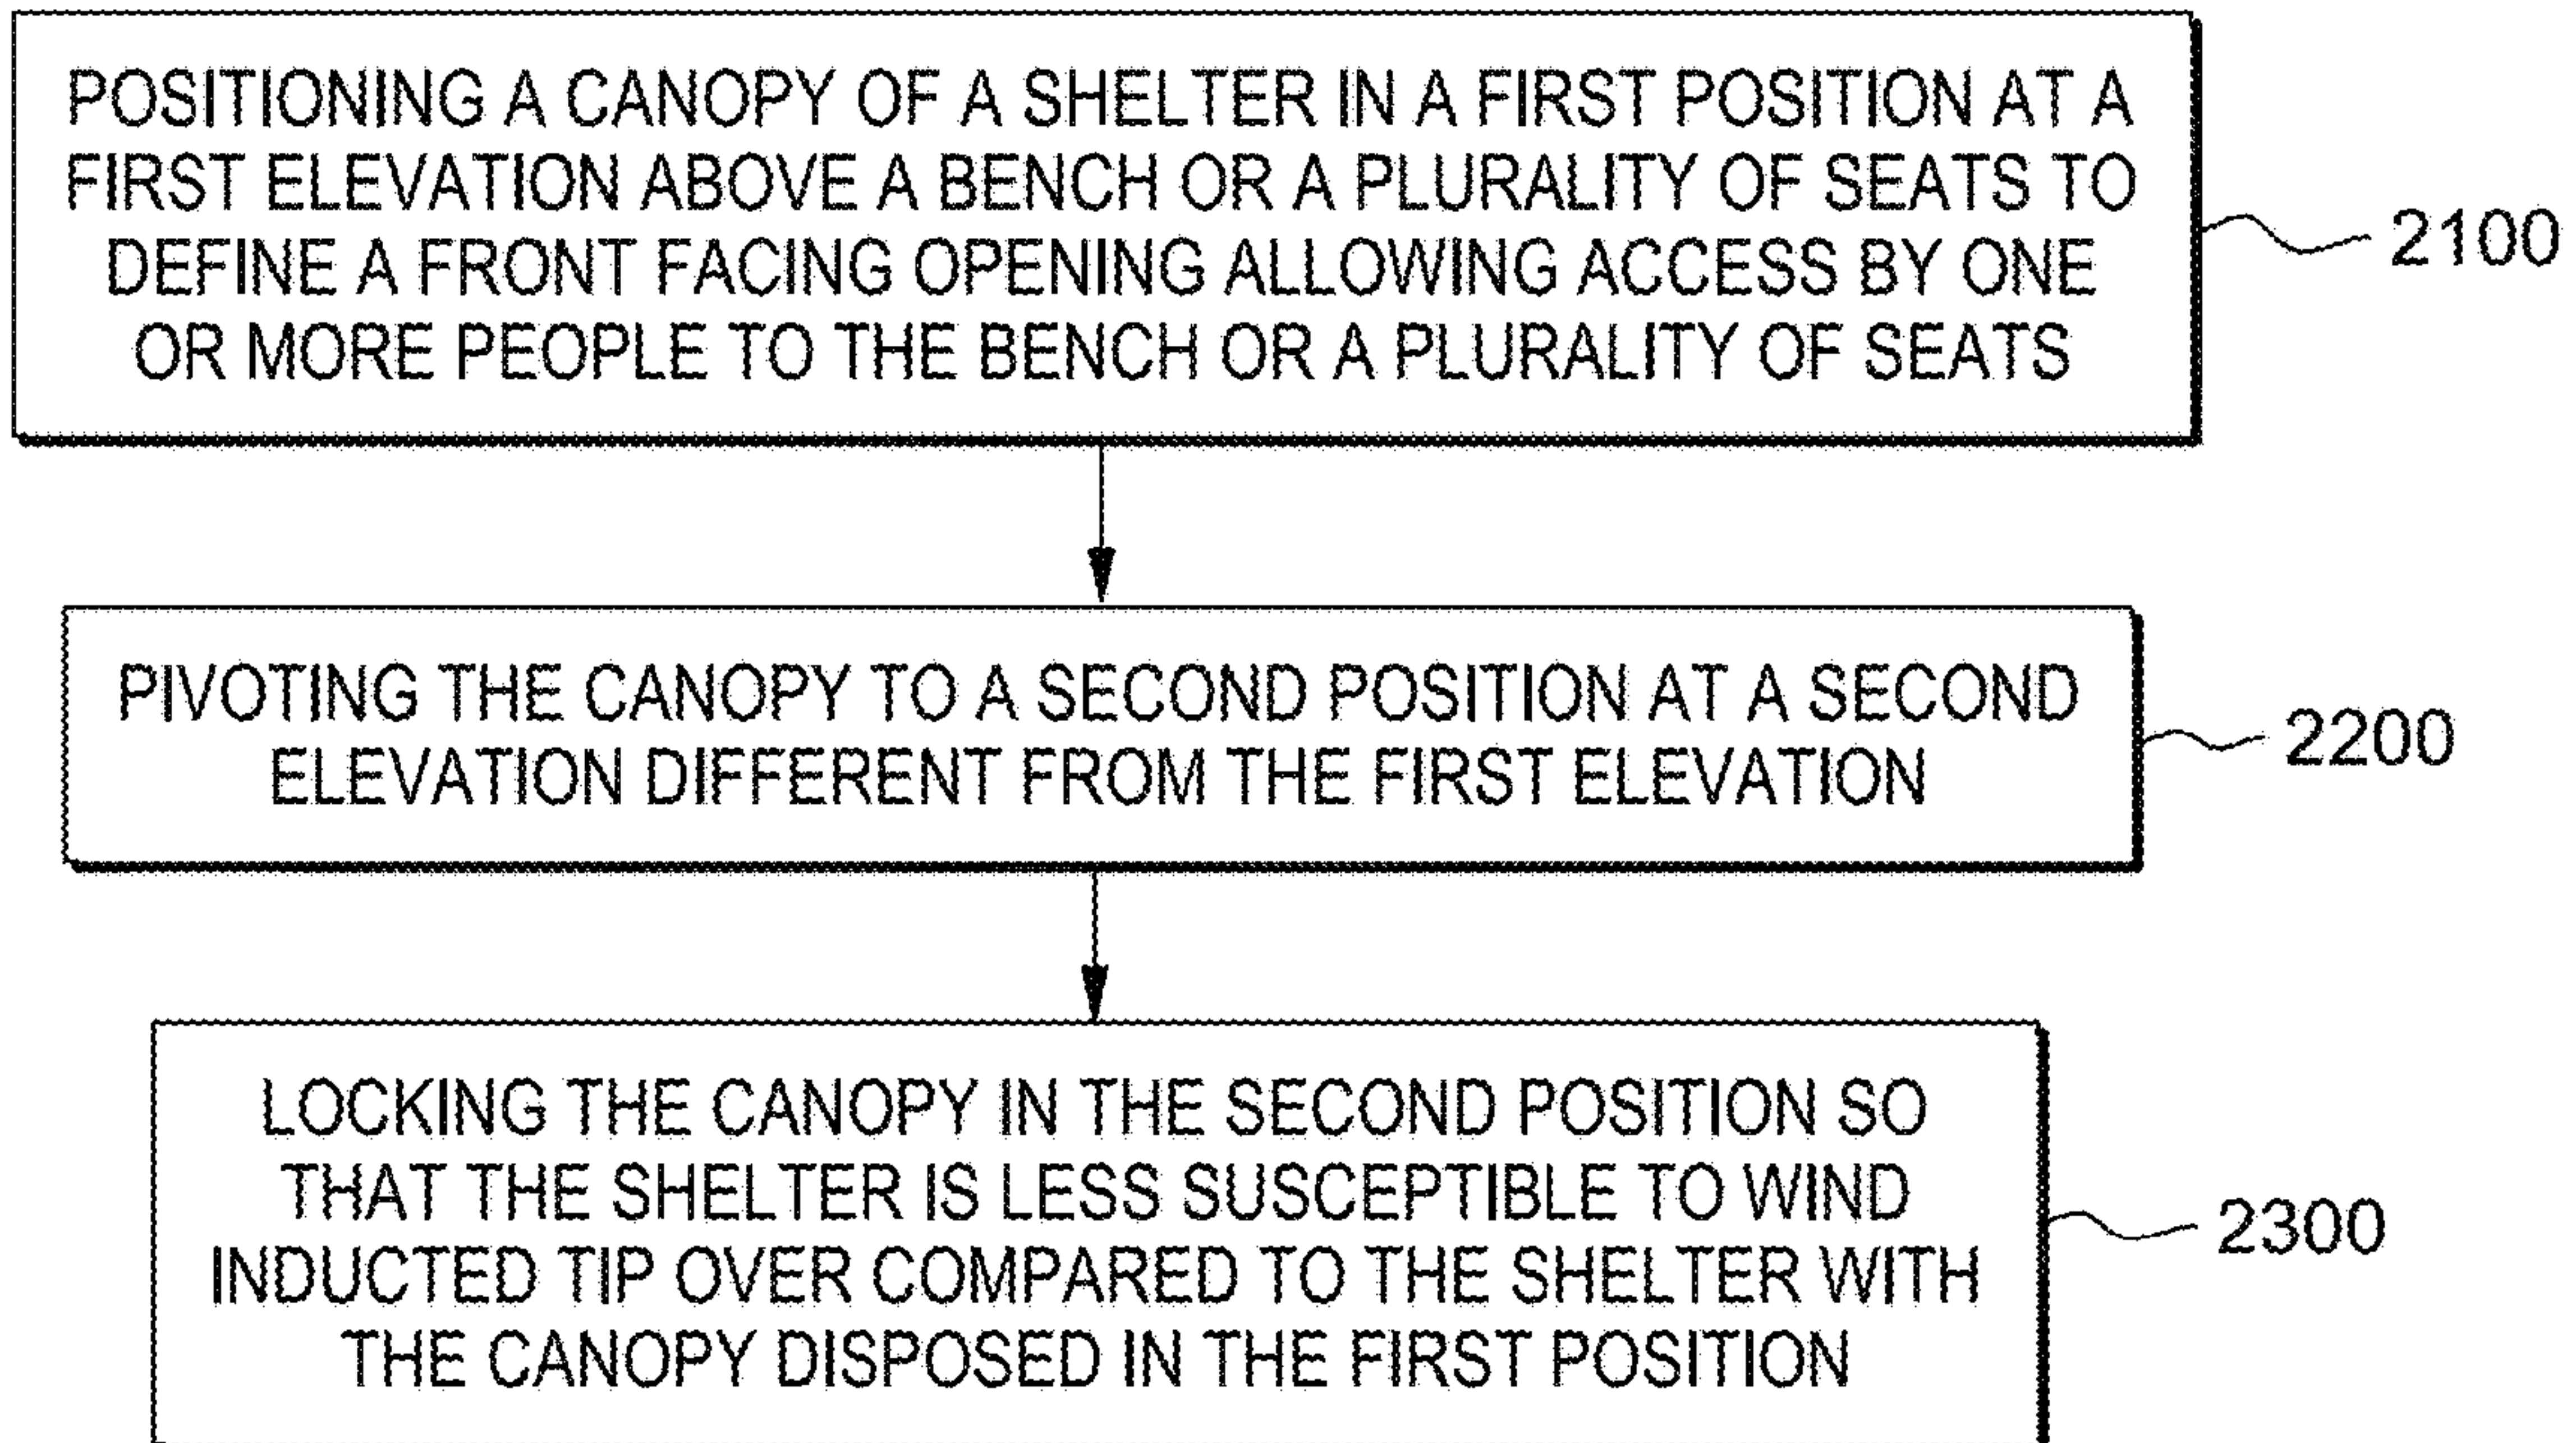 POSITIONING A CANOPY OF A SHELTER IN A FIRST POSITION AT A
FIRST ELEVATION ABOVE A BENCH OR A PLURALITY OF SEATS TO
DEFINE A FRONT FACING OPENING ALLOWING ACCESS BY ONE
OR MORE PEOPLE TO THE BENCH OR A PLURALITY OF SEATS
2100
PIVOTING THE CANOPY TO A SECOND POSITION AT A SECOND
ELEVATION DIFFERENT FROM THE FIRST ELEVATION
2200
LOCKING THE CANOPY IN THE SECOND POSITION SO
THAT THE SHELTER IS LESS SUSCEPTIBLE TO WIND
INDUCTED TIP OVER COMPARED TO THE SHELTER WITH
THE CANOPY DISPOSED IN THE FIRST POSITION
2300